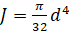 J = π/32 d⁴